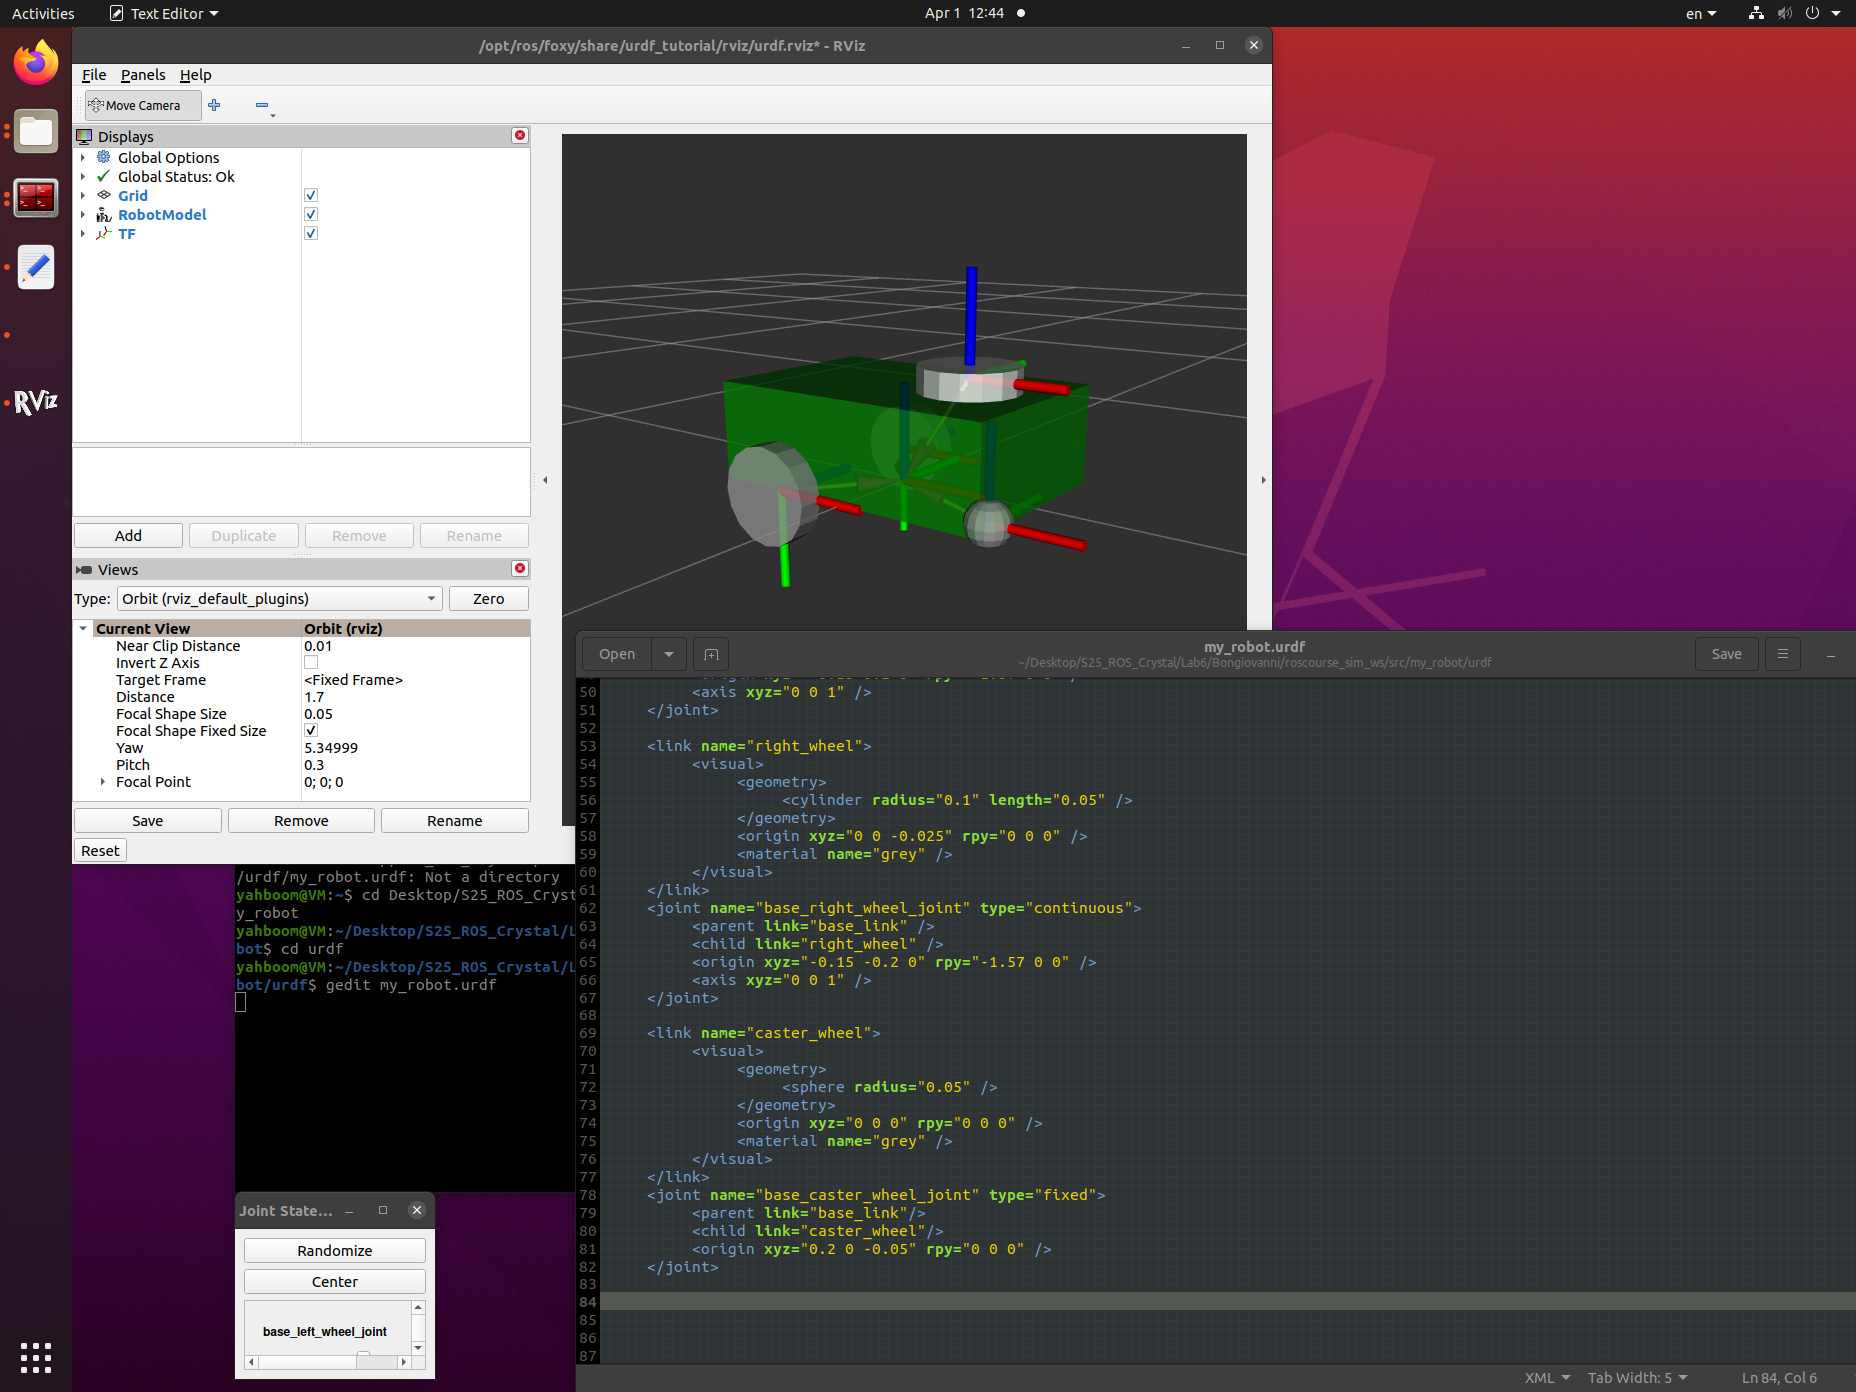 Activities
Text Editor
Apr 1 12:44
en
/opt/ros/foxy/share/urdf_tutorial/rviz/urdf.rviz* - RViz
File Panels Help
Move Camera
Displays
Global Options
Global Status: Ok
Grid
RobotModel
TF
Add
Duplicate
Remove
Rename
Views
Type: Orbit (rviz_default_plugins)
Zero
Current View Orbit (rviz)
Near Clip Distance 0.01
Invert Z Axis
Target Frame <Fixed Frame>
Distance 1.7
Focal Shape Size 0.05
Focal Shape Fixed Size
Yaw 5.34999
Pitch 0.3
Focal Point 0; 0; 0
Save
Remove
Rename
Reset
RViz
/urdf/my_robot.urdf: Not a directory
yahboom@VM:~$ cd Desktop/S25_ROS_Cryst
y_robot
yahboom@VM:~/Desktop/S25_ROS_Crystal/L
bot$ cd urdf
yahboom@VM:~/Desktop/S25_ROS_Crystal/L
bot/urdf$ gedit my_robot.urdf
Joint State...
Randomize
Center
base_left_wheel_joint
Open
my_robot.urdf
~/Desktop/S25_ROS_Crystal/Lab6/Bongiovanni/roscourse_sim_ws/src/my_robot/urdf
Save
50 <axis xyz="0 0 1" />
51 </joint>
52
53 <link name="right_wheel">
54 <visual>
55 <geometry>
56 <cylinder radius="0.1" length="0.05" />
57 </geometry>
58 <origin xyz="0 0 -0.025" rpy="0 0 0" />
59 <material name="grey" />
60 </visual>
61 </link>
62 <joint name="base_right_wheel_joint" type="continuous">
63 <parent link="base_link" />
64 <child link="right_wheel" />
65 <origin xyz="-0.15 -0.2 0" rpy="-1.57 0 0" />
66 <axis xyz="0 0 1" />
67 </joint>
68
69 <link name="caster_wheel">
70 <visual>
71 <geometry>
72 <sphere radius="0.05" />
73 </geometry>
74 <origin xyz="0 0 0" rpy="0 0 0" />
75 <material name="grey" />
76 </visual>
77 </link>
78 <joint name="base_caster_wheel_joint" type="fixed">
79 <parent link="base_link"/>
80 <child link="caster_wheel"/>
81 <origin xyz="0.2 0 -0.05" rpy="0 0 0" />
82 </joint>
83
84
85
86
87
XML
Tab Width: 5
Ln 84, Col 6